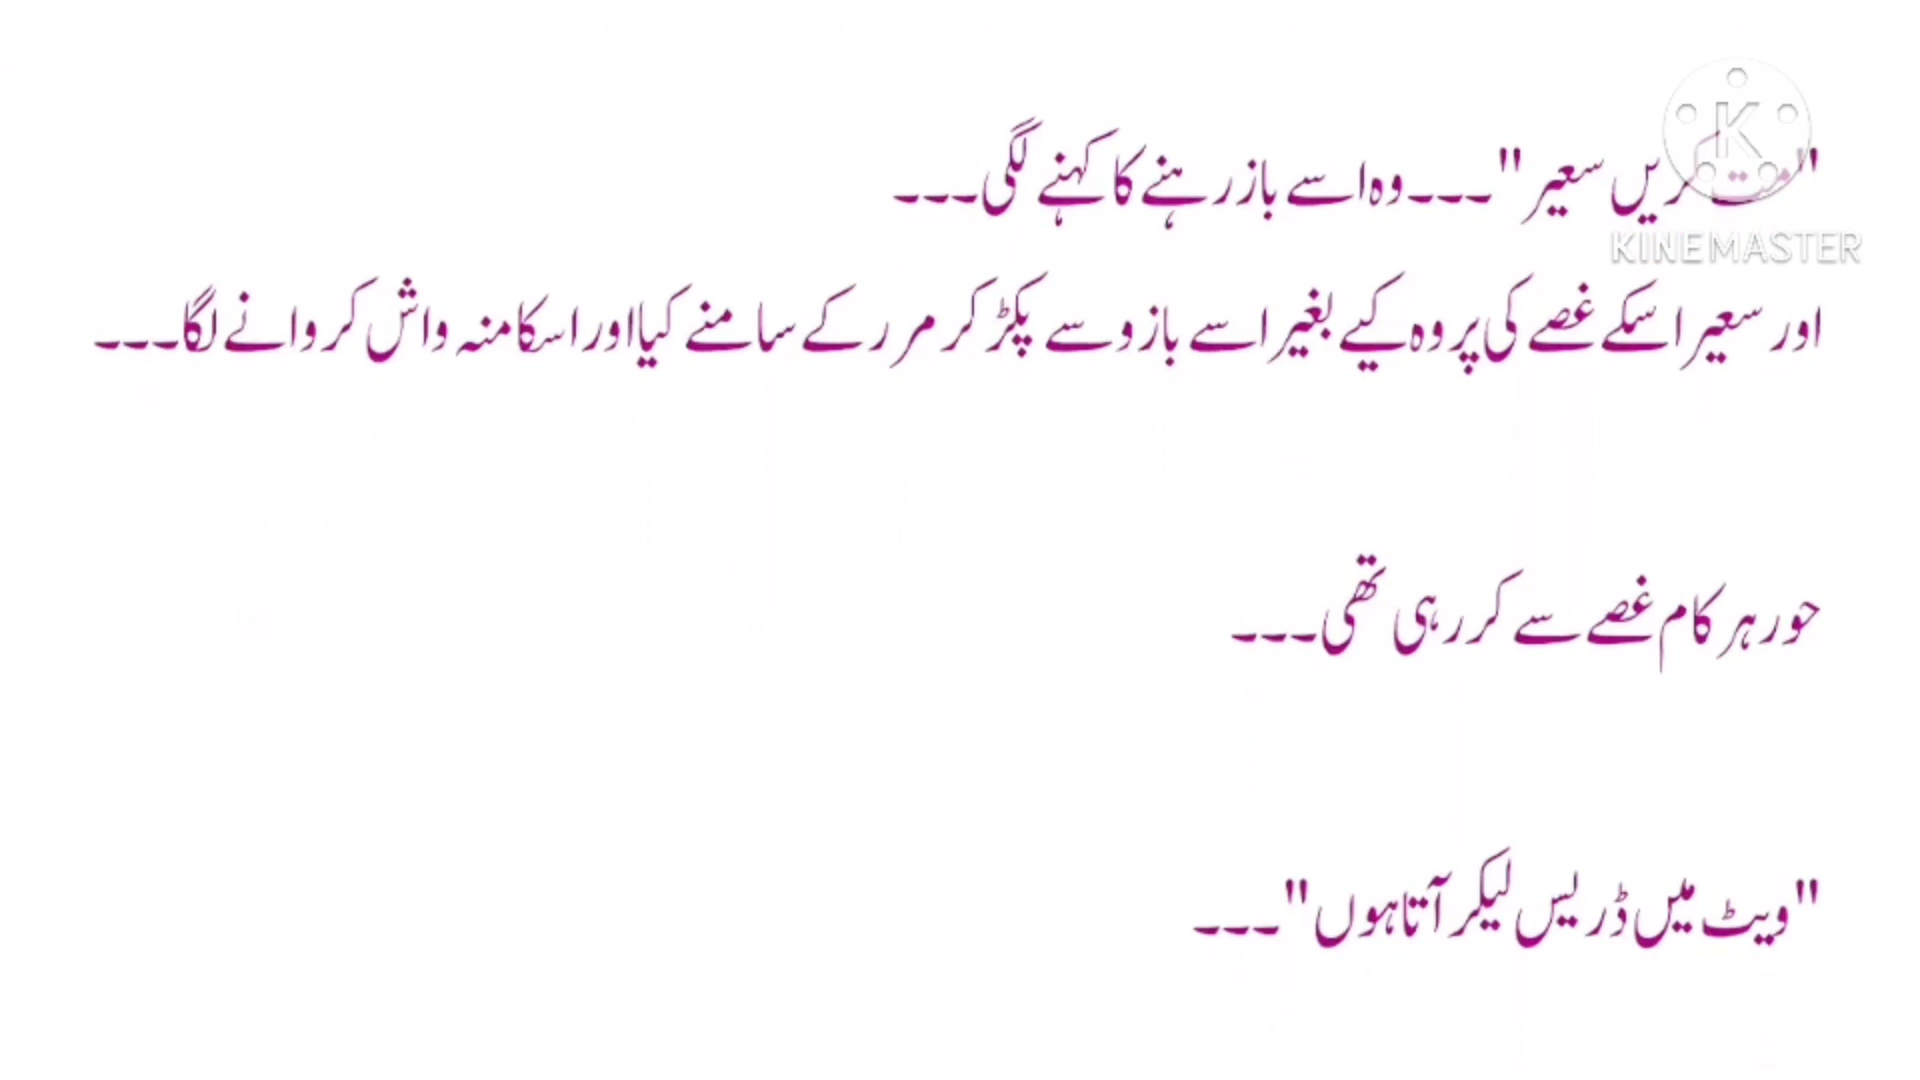 "مت کریں سعیر"۔۔۔وہ اسے باز رہنے کا کہنے لگی۔۔۔
KINEMASTER
اور سعیر اسکے غصے کی پروہ کیے بغیر اسے بازو سے پکڑ کر مرر کے سامنے کیا اور اسکا منہ واش کروانے لگا۔۔۔
حور ہر کام غصے سے کر رہی تھی۔۔۔
"ویٹ میں ڈریس لیکر آتا ہوں"۔۔۔